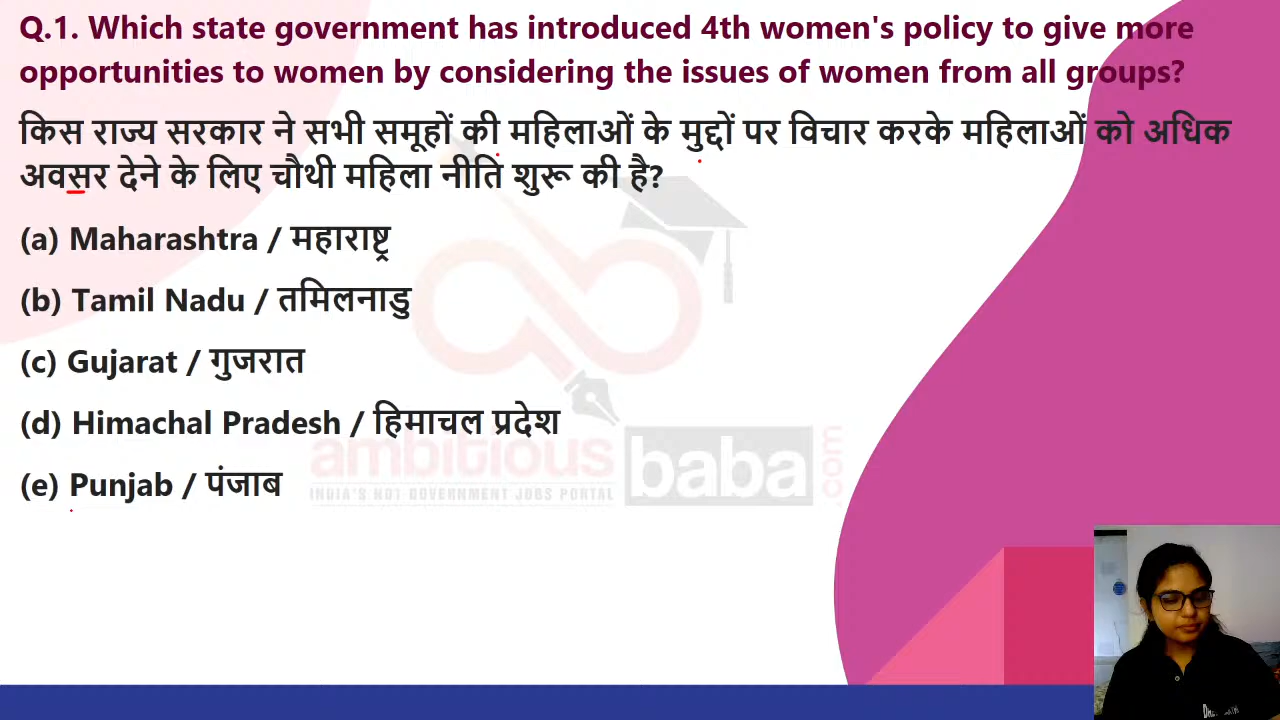 Q.1. Which state government has introduced 4th women's policy to give more
opportunities to women by considering the issues of women from all groups?
किस राज्य सरकार ने सभी समूहों की महिलाओं के मुद्दों पर विचार करके महिलाओं को अधिक
अवसर देने के लिए चौथी महिला नीति शुरू की है?
(a) Maharashtra / महाराष्ट्र
(b) Tamil Nadu / तमिलनाडु
(c) Gujarat / गुजरात
(d) Himachal Pradesh / हिमाचल प्रदेश
(e) Punjab / पंजाब
ambitious baba .com
INDIA'S HOT GOVERNMENT JOBS PORTAL